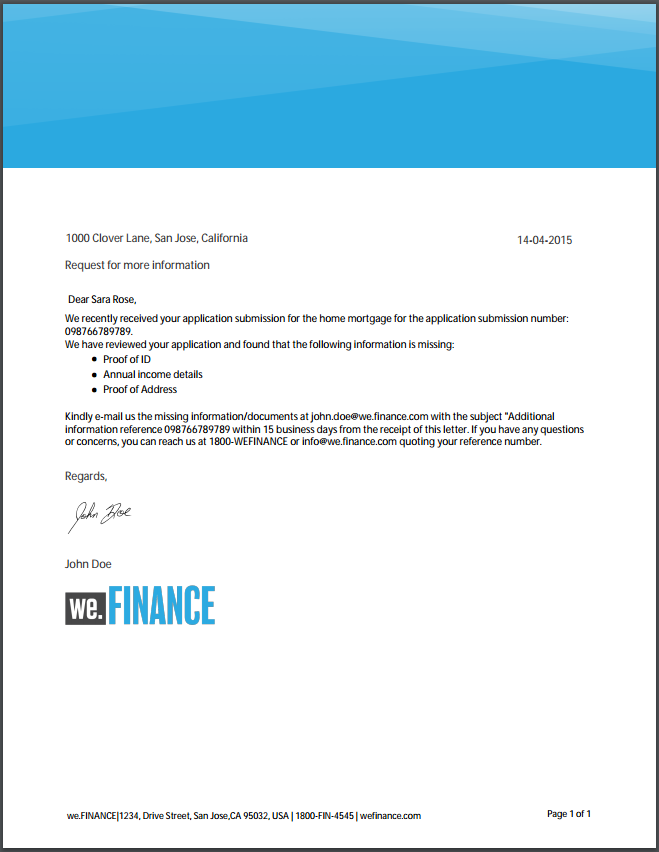 1000 Clover Lane, San Jose, California
14-04-2015
Request for more information
Dear Sara Rose,
We recently received your application submission for the home mortgage for the application submission number:
098766789789.
We have reviewed your application and found that the following information is missing:
● Proof of ID
● Annual income details
● Proof of Address
Kindly e-mail us the missing information/documents at john.doe@we.finance.com with the subject "Additional
information reference 098766789789 within 15 business days from the receipt of this letter. If you have any questions
or concerns, you can reach us at 1800-WEFINANCE or info@we.finance.com quoting your reference number.
Regards,
John Doe
John Doe
we.FINANCE
we.FINANCE|1234, Drive Street, San Jose,CA 95032, USA | 1800-FIN-4545 | wefinance.com
Page 1 of 1